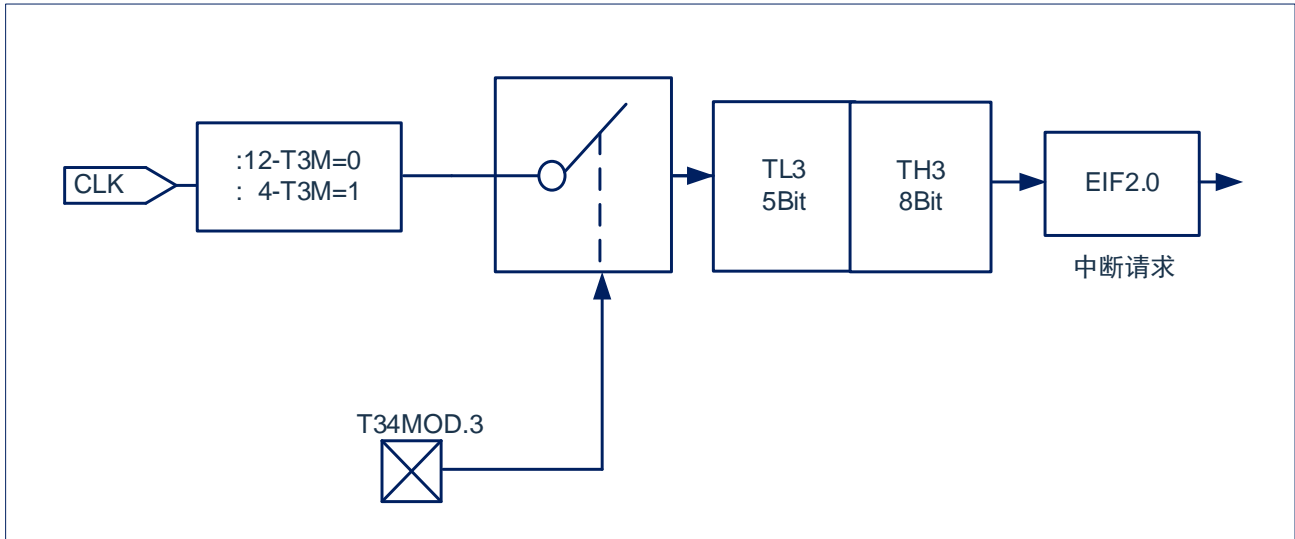 CLK
:12-T3M=0
: 4-T3M=1
TL3
5Bit
TH3
8Bit
EIF2.0
中断请求
T34MOD.3